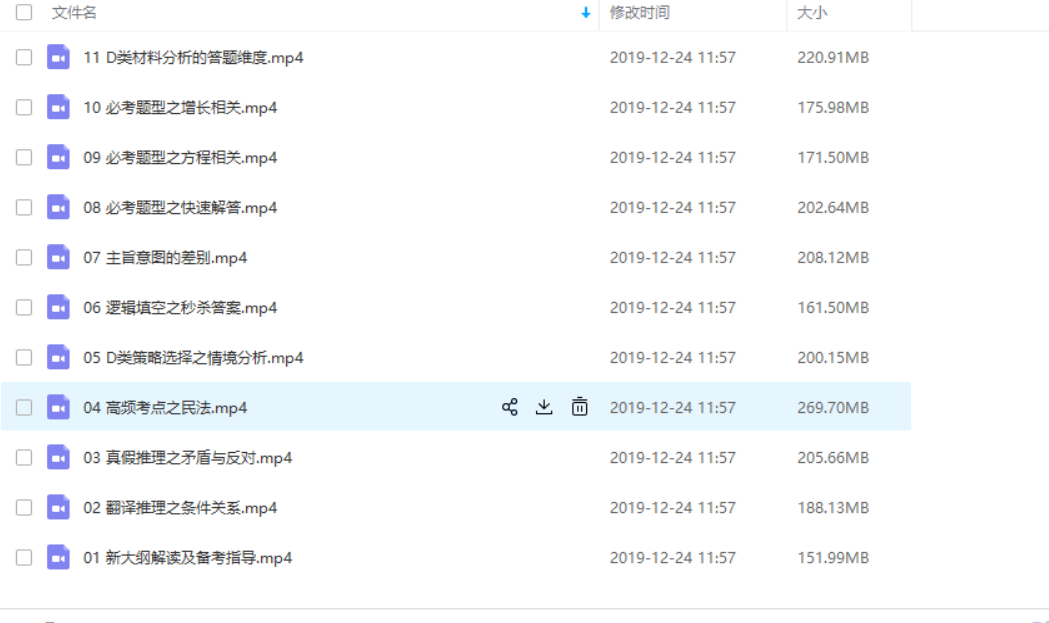 文件名 修改时间 大小
11 D类材料分析的答题维度.mp4 2019-12-24 11:57 220.91MB
10 必考题型之增长相关.mp4 2019-12-24 11:57 175.98MB
09 必考题型之方程相关.mp4 2019-12-24 11:57 171.50MB
08 必考题型之快速解答.mp4 2019-12-24 11:57 202.64MB
07 主旨意图的差别.mp4 2019-12-24 11:57 208.12MB
06 逻辑填空之秒杀答案.mp4 2019-12-24 11:57 161.50MB
05 D类策略选择之情境分析.mp4 2019-12-24 11:57 200.15MB
04 高频考点之民法.mp4 2019-12-24 11:57 269.70MB
03 真假推理之矛盾与反对.mp4 2019-12-24 11:57 205.66MB
02 翻译推理之条件关系.mp4 2019-12-24 11:57 188.13MB
01 新大纲解读及备考指导.mp4 2019-12-24 11:57 151.99MB